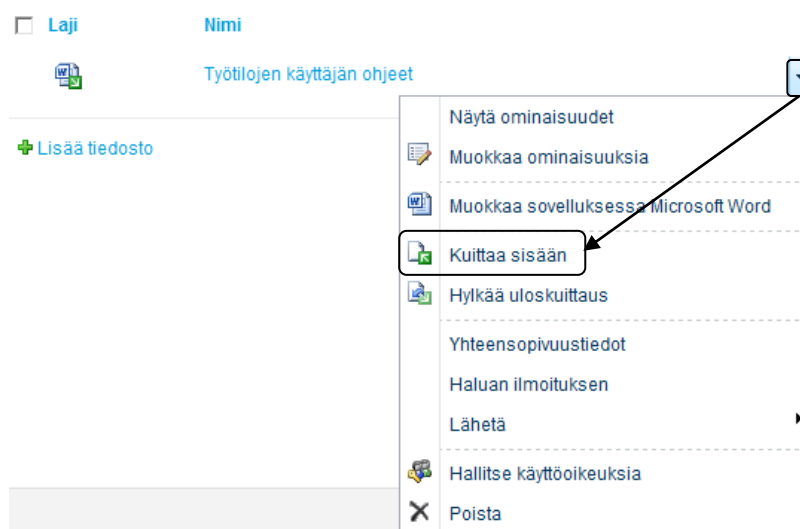 Laji Nimi
Työtilojen käyttäjän ohjeet
Lisää tiedosto
Näytä ominaisuudet
Muokkaa ominaisuuksia
Muokkaa sovelluksessa Microsoft Word
Kuittaa sisään
Hylkää uloskuittaus
Yhteensopivuustiedot
Haluan ilmoituksen
Lähetä
Hallitse käyttöoikeuksia
Poista